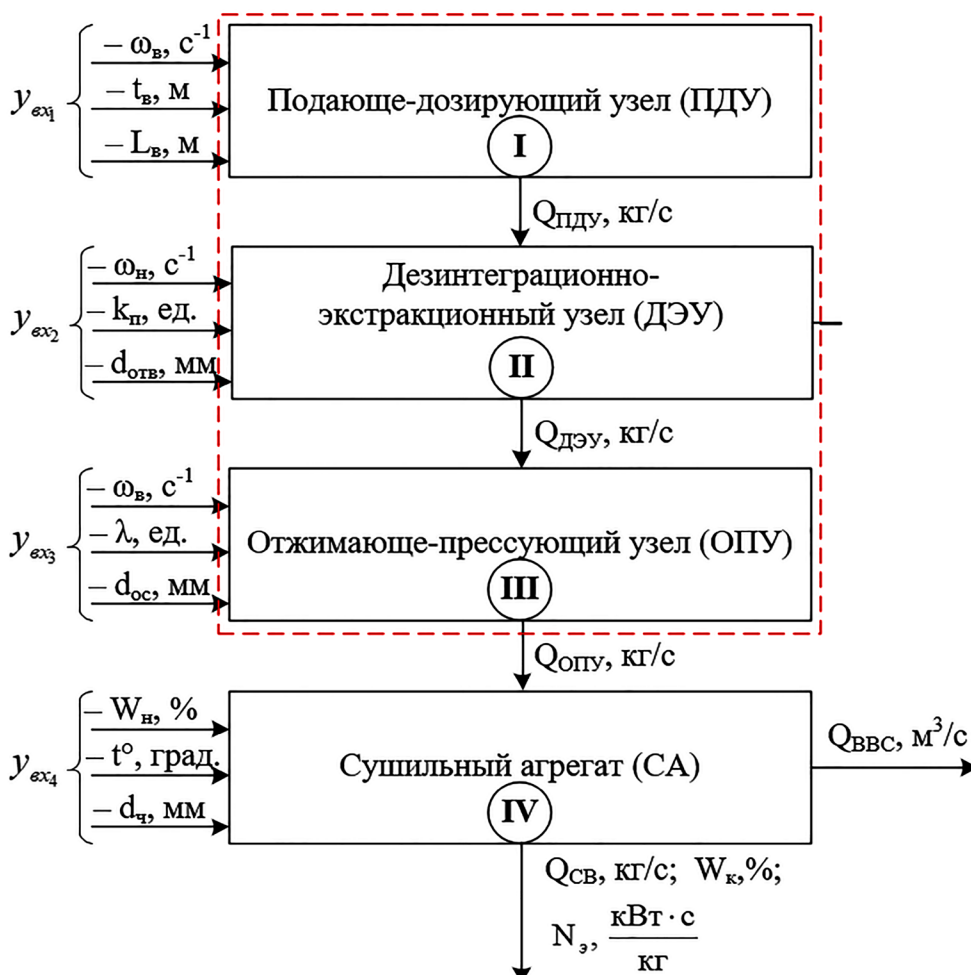 y вх1
– ωв, с-1
– tв, м
– Lв, м
Подающе-дозирующий узел (ПДУ)
I
QПДУ, кг/с
y вх2
– ωн, с-1
– kп, ед.
– dотв, мм
Дезинтеграционно-
экстракционный узел (ДЭУ)
II
QДЭУ, кг/с
y вх3
– ωв, с-1
– λ, ед.
– dос, мм
Отжимающе-прессующий узел (ОПУ)
III
QОПУ, кг/с
y вх4
– Wн, %
– t°, град.
– dч, мм
Сушильный агрегат (СА)
IV
QВВС, м3/с
QСВ, кг/с; Wк,%;
Nэ, кВт · с
кг